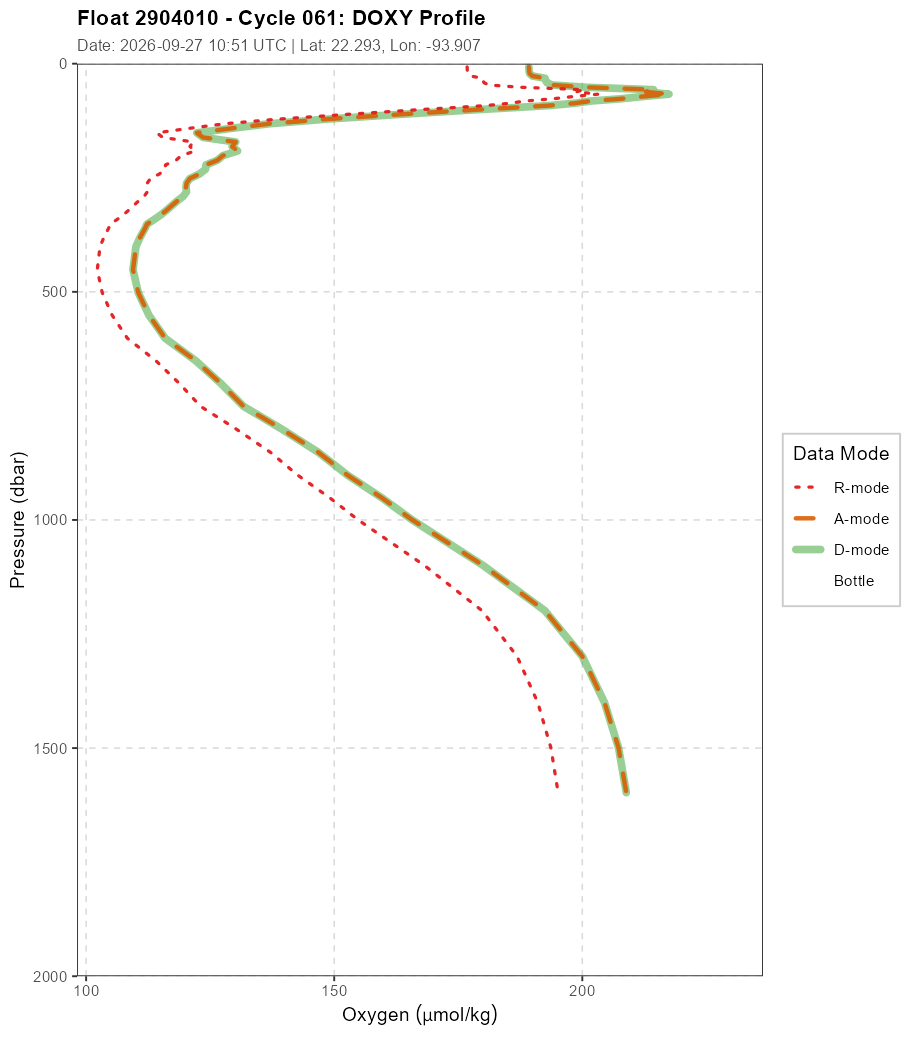 Float 2904010 - Cycle 061: DOXY Profile
Date: 2026-09-27 10:51 UTC | Lat: 22.293, Lon: -93.907
0
500
1000
1500
2000
Pressure (dbar)
100
150
200
Oxygen (µmol/kg)
Data Mode
R-mode
A-mode
D-mode
Bottle